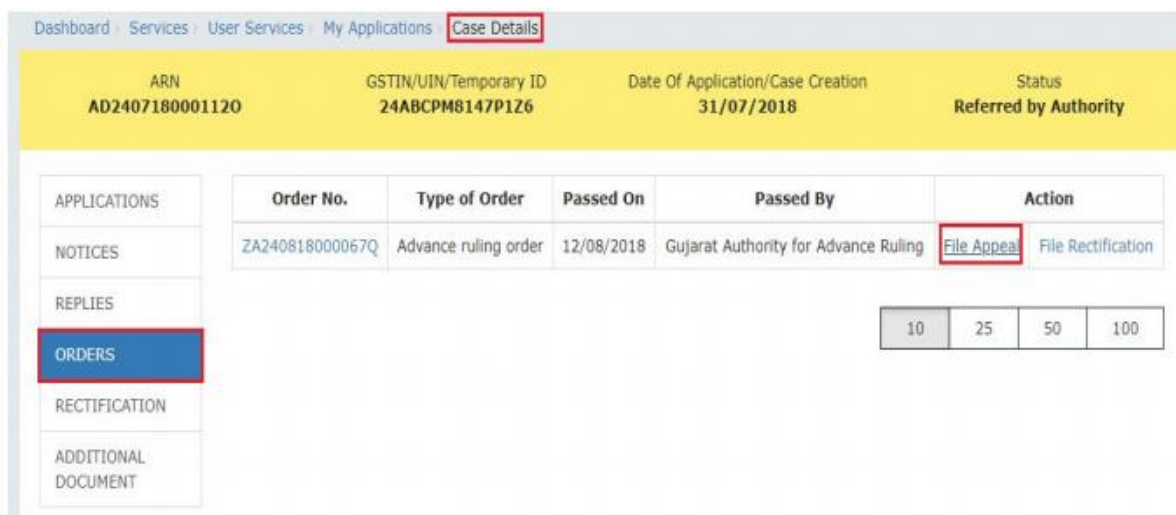 Dashboard › Services › User Services › My Applications › Case Details
ARN GSTIN/UIN/Temporary ID Date Of Application/Case Creation Status
AD240718000112O 24ABCPM8147P1Z6 31/07/2018 Referred by Authority
APPLICATIONS
NOTICES
REPLIES
ORDERS
RECTIFICATION
ADDITIONAL
DOCUMENT
Order No. Type of Order Passed On Passed By Action
ZA240818000067Q Advance ruling order 12/08/2018 Gujarat Authority for Advance Ruling File Appeal File Rectification
10 25 50 100